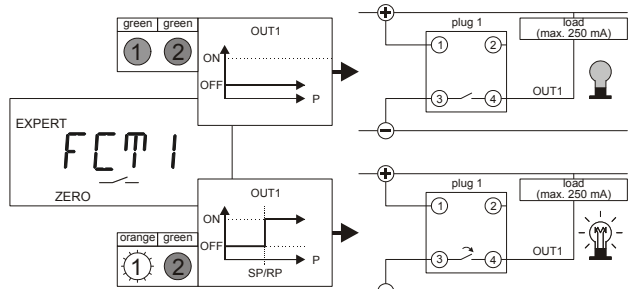 green green
1 2
OUT1
ON
OFF
P
plug 1
load
(max. 250 mA)
1 2
3 4
OUT1
EXPERT
FCM1
ZERO
OUT1
ON
OFF
P
SP/RP
orange green
1 2
plug 1
load
(max. 250 mA)
1 2
3 4
OUT1